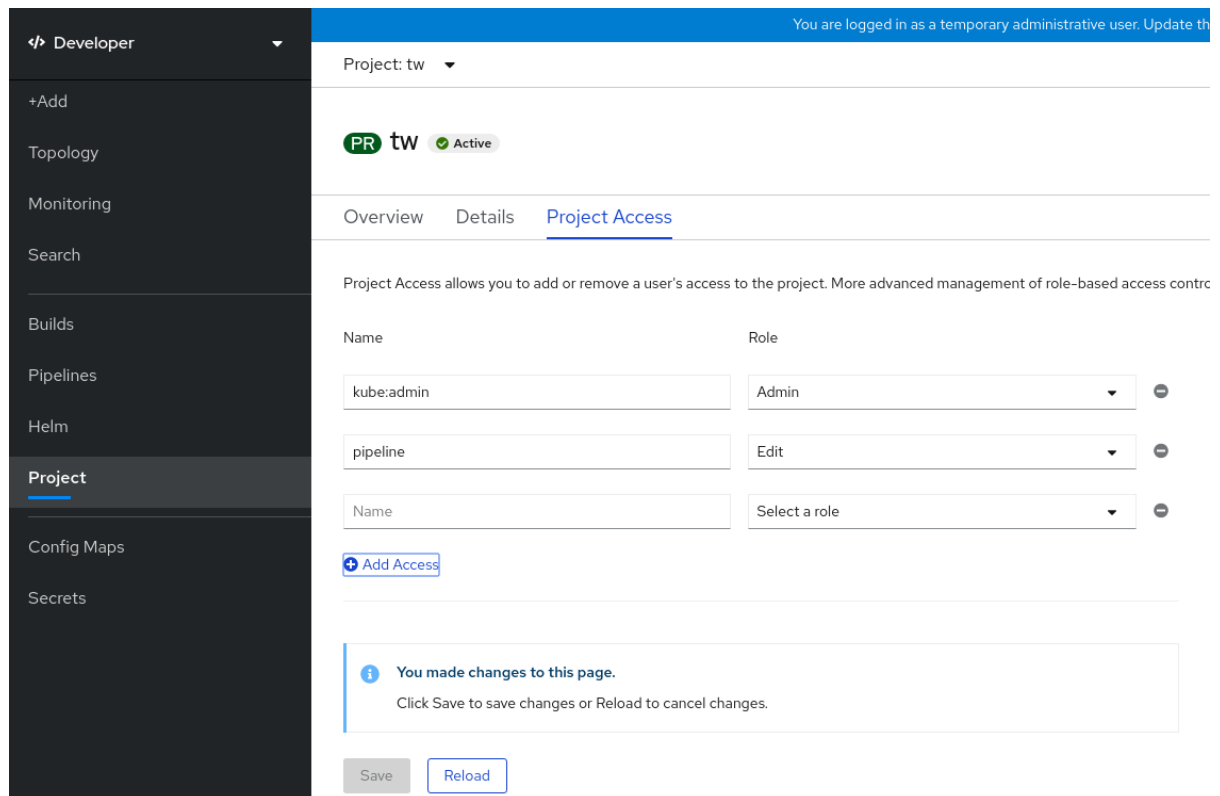 Developer
You are logged in as a temporary administrative user. Update th
Project: tw
+Add
Topology
Monitoring
Search
Builds
Pipelines
Helm
Project
Config Maps
Secrets
PR tw Active
Overview Details Project Access
Project Access allows you to add or remove a user's access to the project. More advanced management of role-based access contro
Name Role
kube:admin Admin
pipeline Edit
Name Select a role
Add Access
You made changes to this page.
Click Save to save changes or Reload to cancel changes.
Save Reload